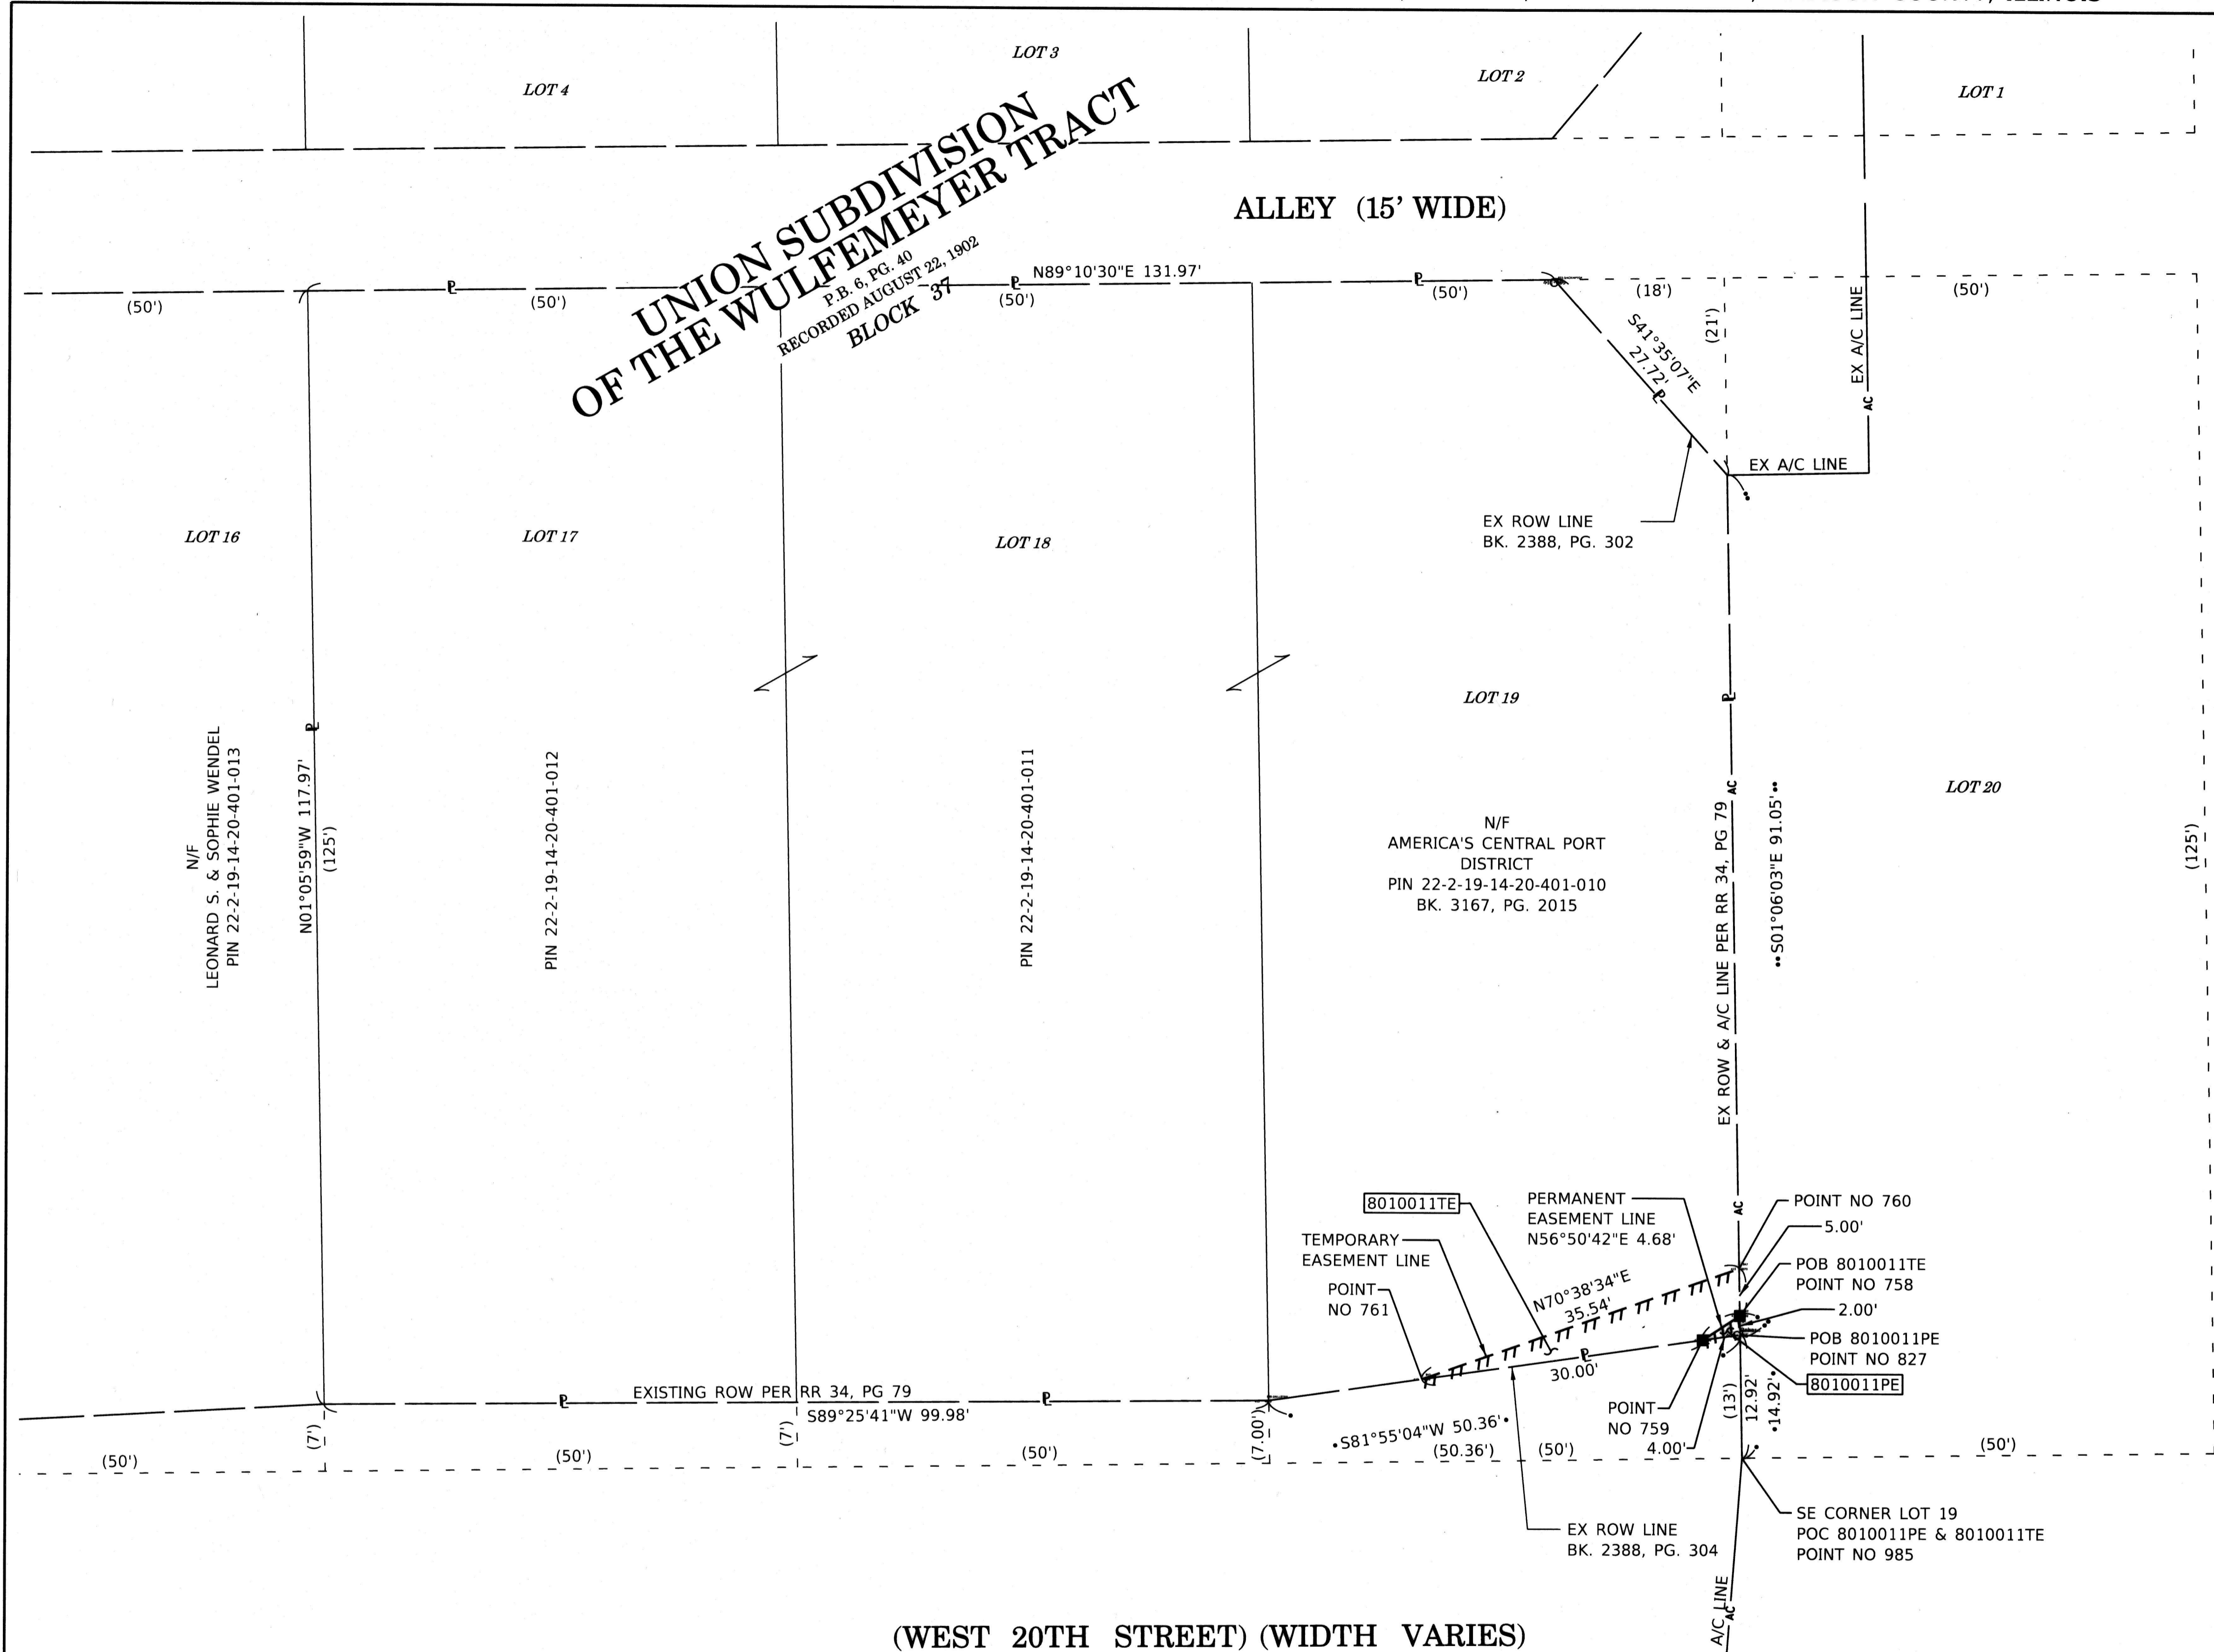 COUNTY, ILLINOIS
LOT 4
LOT 3
LOT 2
LOT 1
UNION SUBDIVISION
OF THE WULFEMEYER TRACT
P.B. 6, PG. 40
RECORDED AUGUST 22, 1902
BLOCK 37
ALLEY (15' WIDE)
(50')
℄
(50')
℄
N89°10'30"E 131.97'
(50')
℄
(50')
(18')
(50')
(21')
S41°35'07"E
27.72'
℄
EX A/C LINE
AC
EX A/C LINE
EX ROW LINE
BK. 2388, PG. 302
LOT 16
LOT 17
LOT 18
LOT 19
LOT 20
N/F
LEONARD S. & SOPHIE WENDEL
PIN 22-2-19-14-20-401-013
℄
N01°05'59"W 117.97'
(125')
PIN 22-2-19-14-20-401-012
PIN 22-2-19-14-20-401-011
N/F
AMERICA'S CENTRAL PORT
DISTRICT
PIN 22-2-19-14-20-401-010
BK. 3167, PG. 2015
℄
AC
EX ROW & A/C LINE PER RR 34, PG 79
••S01°06'03"E 91.05'••
(125')
AC
8010011TE
TEMPORARY
EASEMENT LINE
POINT
NO 761
PERMANENT
EASEMENT LINE
N56°50'42"E 4.68'
N70°38'34"E
35.54'
POINT NO 760
5.00'
POB 8010011TE
POINT NO 758
2.00'
POB 8010011PE
POINT NO 827
8010011PE
℄
30.00'
POINT
NO 759
4.00'
(13')
12.92'
•14.92'•
EXISTING ROW PER RR 34, PG 79
℄
℄
S89°25'41"W 99.98'
(7')
(7')
(7.00')
•S81°55'04"W 50.36'•
(50.36')
(50')
(50')
(50')
(50')
(50')
EX ROW LINE
BK. 2388, PG. 304
SE CORNER LOT 19
POC 8010011PE & 8010011TE
POINT NO 985
A/C LINE
AC
(WEST 20TH STREET) (WIDTH VARIES)